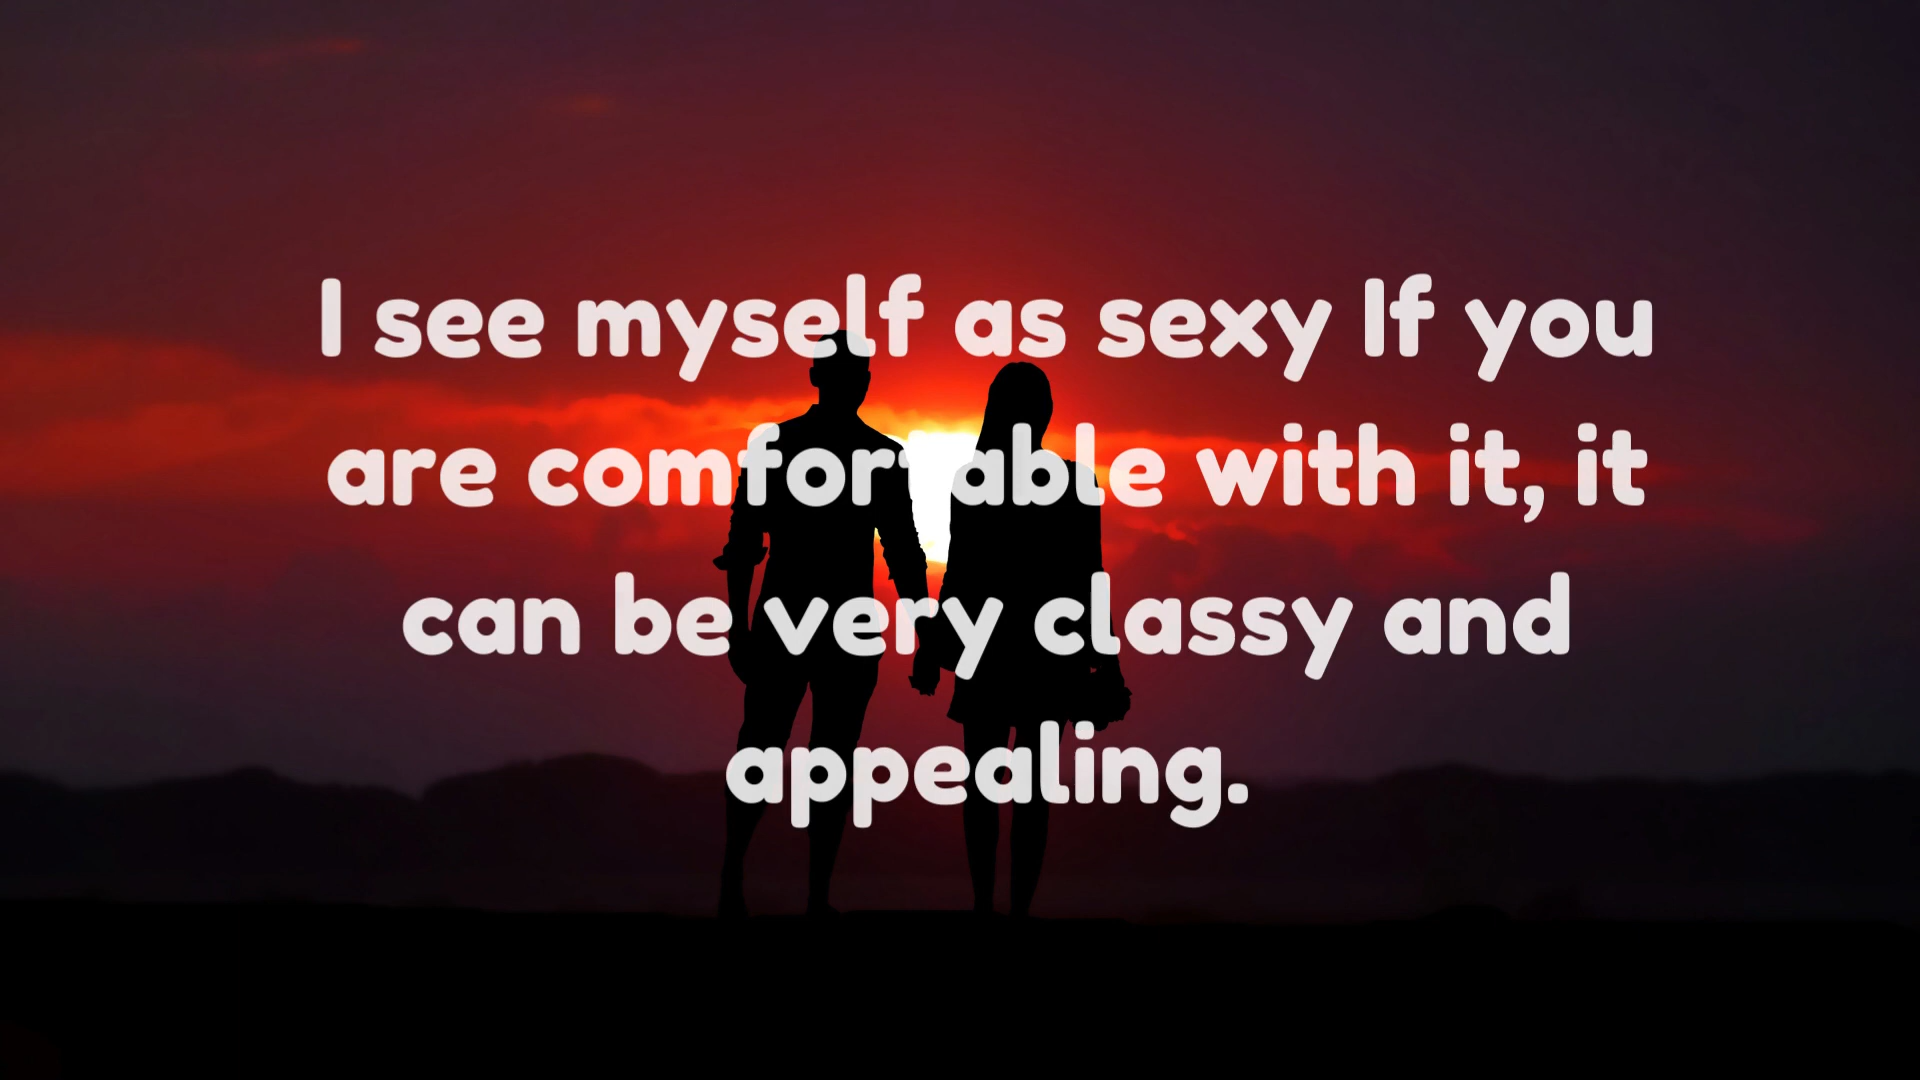 I see myself as sexy If you
are comfortable with it, it
can be very classy and
appealing.